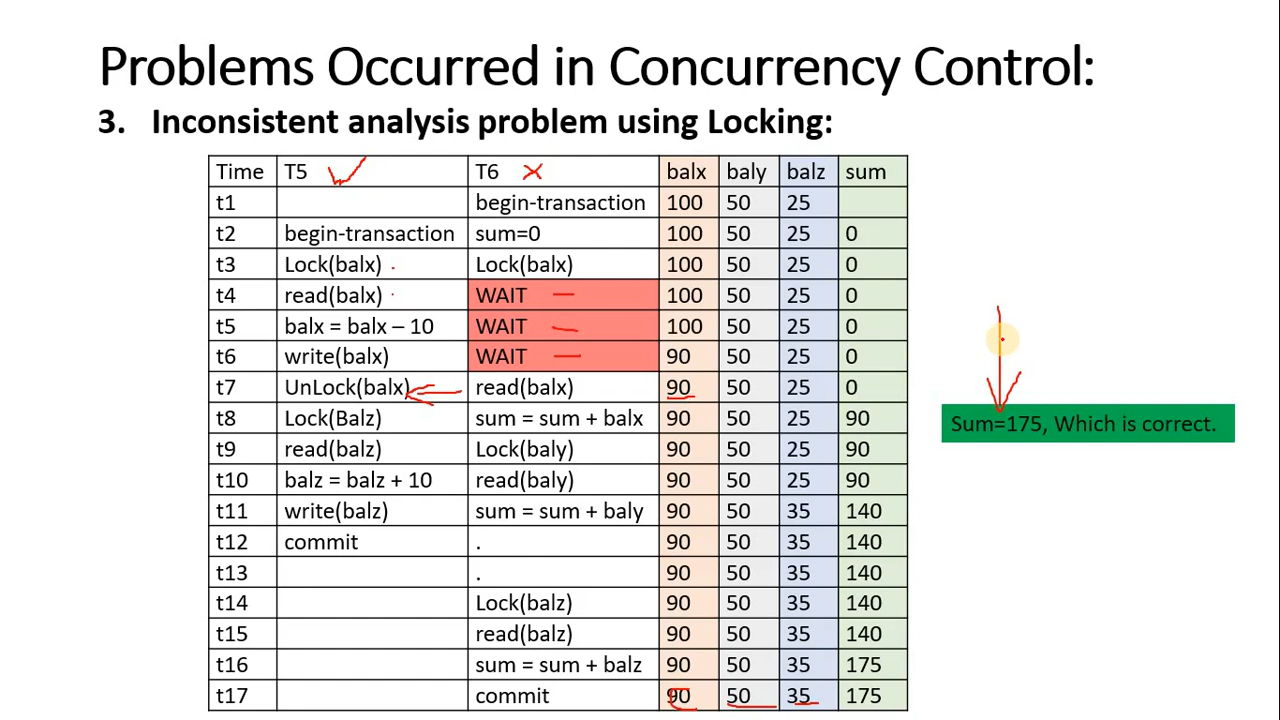 Problems Occurred in Concurrency Control:
3. Inconsistent analysis problem using Locking:
Time T5 T6 balx baly balz sum
t1 begin-transaction 100 50 25
t2 begin-transaction sum=0 100 50 25 0
t3 Lock(balx) Lock(balx) 100 50 25 0
t4 read(balx) WAIT 100 50 25 0
t5 balx = balx – 10 WAIT 100 50 25 0
t6 write(balx) WAIT 90 50 25 0
t7 UnLock(balx) read(balx) 90 50 25 0
t8 Lock(Balz) sum = sum + balx 90 50 25 90
t9 read(balz) Lock(baly) 90 50 25 90
t10 balz = balz + 10 read(baly) 90 50 25 90
t11 write(balz) sum = sum + baly 90 50 35 140
t12 commit . 90 50 35 140
t13 . 90 50 35 140
t14 Lock(balz) 90 50 35 140
t15 read(balz) 90 50 35 140
t16 sum = sum + balz 90 50 35 175
t17 commit 90 50 35 175
Sum=175, Which is correct.